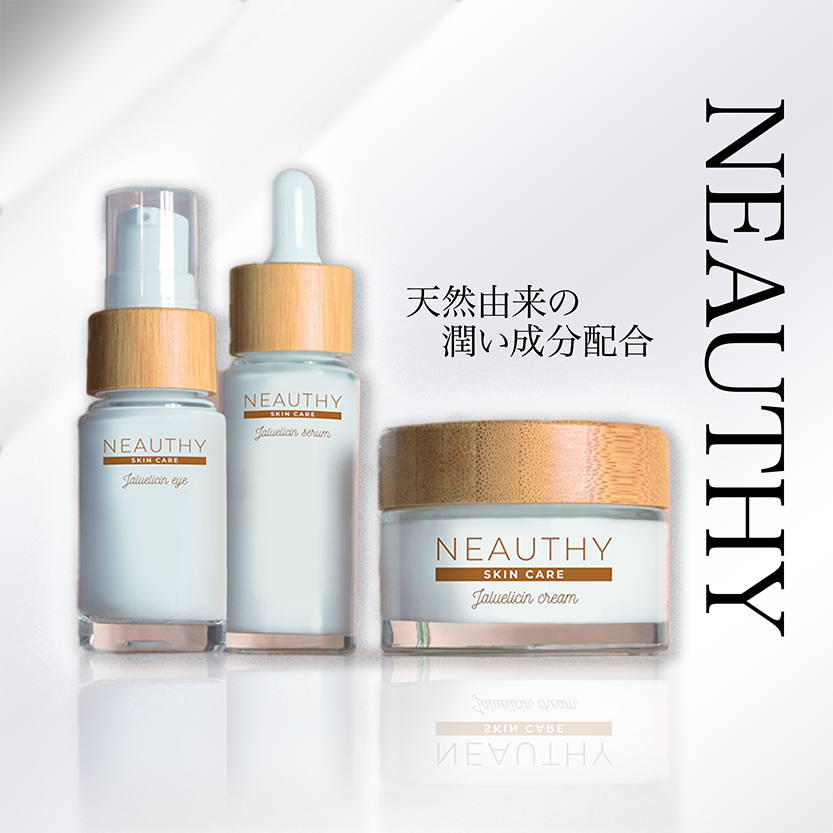 NEAUTHY
天然由来の
潤い成分配合
NEAUTHY
SKIN CARE
Jaluelicin eye
NEAUTHY
SKIN CARE
Jaluelicin serum
NEAUTHY
SKIN CARE
Jaluelicin cream